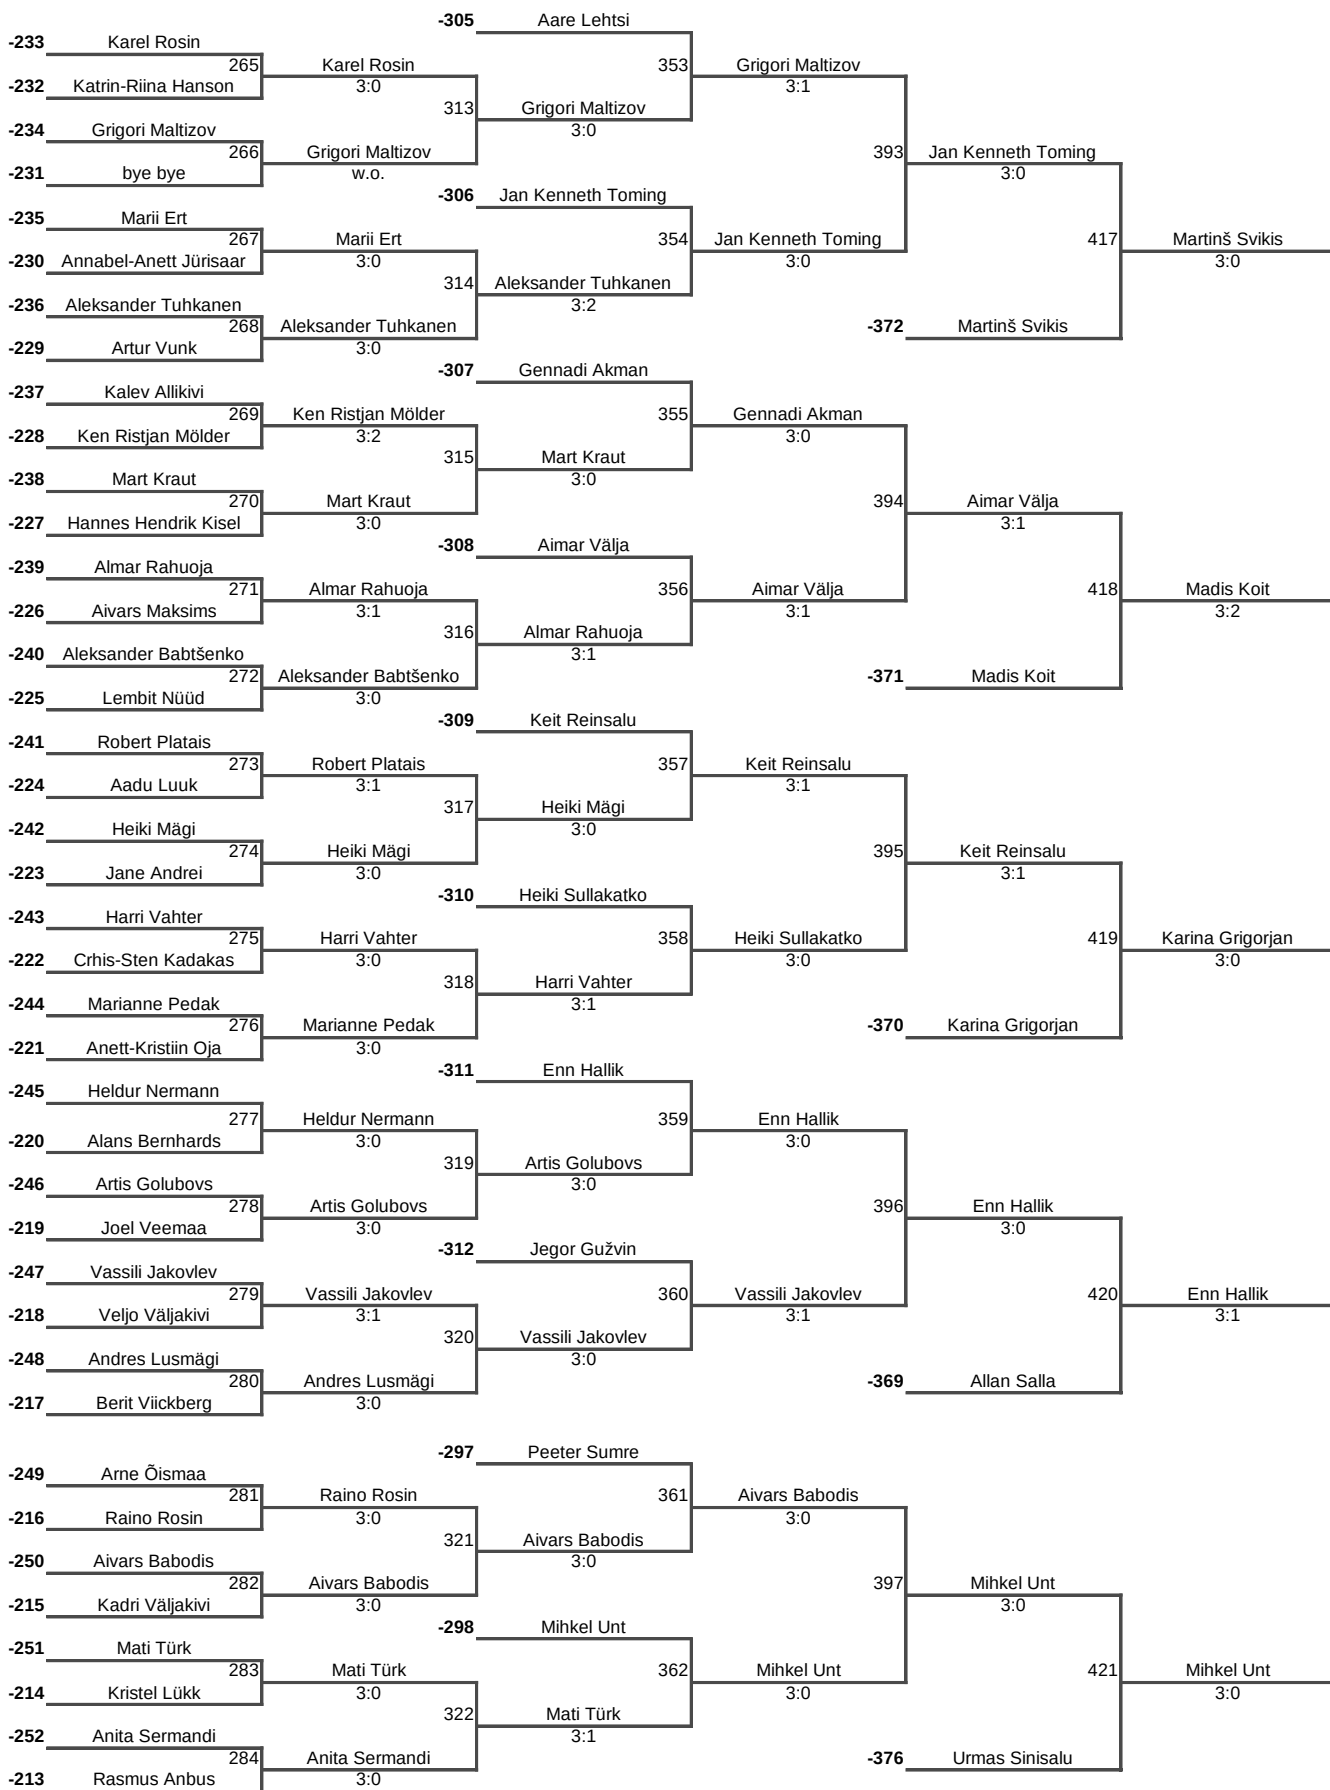 -305 Aare Lehtsi
-233 Karel Rosin
265 Karel Rosin 353 Grigori Maltizov
-232 Katrin-Riina Hanson 3:0 3:1
313 Grigori Maltizov
-234 Grigori Maltizov 3:0
266 Grigori Maltizov 393 Jan Kenneth Toming
-231 bye bye w.o. 3:0
-306 Jan Kenneth Toming
-235 Marii Ert
267 Marii Ert 354 Jan Kenneth Toming 417 Martinš Svikis
-230 Annabel-Anett Jürisaar 3:0 3:0 3:0
314 Aleksander Tuhkanen
-236 Aleksander Tuhkanen 3:2
268 Aleksander Tuhkanen -372 Martinš Svikis
-229 Artur Vunk 3:0
-307 Gennadi Akman
-237 Kalev Allikivi
269 Ken Ristjan Mölder 355 Gennadi Akman
-228 Ken Ristjan Mölder 3:2 3:0
315 Mart Kraut
-238 Mart Kraut 3:0
270 Mart Kraut 394 Aimar Välja
-227 Hannes Hendrik Kisel 3:0 3:1
-308 Aimar Välja
-239 Almar Rahuoja
271 Almar Rahuoja 356 Aimar Välja 418 Madis Koit
-226 Aivars Maksims 3:1 3:1 3:2
316 Almar Rahuoja
-240 Aleksander Babtšenko 3:1
272 Aleksander Babtšenko -371 Madis Koit
-225 Lembit Nüüd 3:0
-309 Keit Reinsalu
-241 Robert Platais
273 Robert Platais 357 Keit Reinsalu
-224 Aadu Luuk 3:1 3:1
317 Heiki Mägi
-242 Heiki Mägi 3:0
274 Heiki Mägi 395 Keit Reinsalu
-223 Jane Andrei 3:0 3:1
-310 Heiki Sullakatko
-243 Harri Vahter
275 Harri Vahter 358 Heiki Sullakatko 419 Karina Grigorjan
-222 Crhis-Sten Kadakas 3:0 3:0 3:0
318 Harri Vahter
-244 Marianne Pedak 3:1
276 Marianne Pedak -370 Karina Grigorjan
-221 Anett-Kristiin Oja 3:0
-311 Enn Hallik
-245 Heldur Nermann
277 Heldur Nermann 359 Enn Hallik
-220 Alans Bernhards 3:0 3:0
319 Artis Golubovs
-246 Artis Golubovs 3:0
278 Artis Golubovs 396 Enn Hallik
-219 Joel Veemaa 3:0 3:0
-312 Jegor Gužvin
-247 Vassili Jakovlev
279 Vassili Jakovlev 360 Vassili Jakovlev 420 Enn Hallik
-218 Veljo Väljakivi 3:1 3:1 3:1
320 Vassili Jakovlev
-248 Andres Lusmägi 3:0
280 Andres Lusmägi -369 Allan Salla
-217 Berit Viickberg 3:0
-297 Peeter Sumre
-249 Arne Õismaa
281 Raino Rosin 361 Aivars Babodis
-216 Raino Rosin 3:0 3:0
321 Aivars Babodis
-250 Aivars Babodis 3:0
282 Aivars Babodis 397 Mihkel Unt
-215 Kadri Väljakivi 3:0 3:0
-298 Mihkel Unt
-251 Mati Türk
283 Mati Türk 362 Mihkel Unt 421 Mihkel Unt
-214 Kristel Lükk 3:0 3:0 3:0
322 Mati Türk
-252 Anita Sermandi 3:1
284 Anita Sermandi -376 Urmas Sinisalu
-213 Rasmus Anbus 3:0